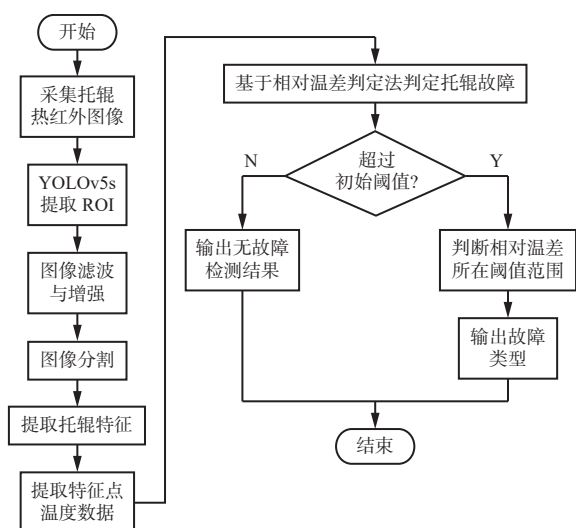 开始
采集托辊
热红外图像
YOLOv5s
提取 ROI
图像滤波
与增强
图像分割
提取托辊特征
提取特征点
温度数据
基于相对温差判定法判定托辊故障
超过
初始阈值?
N
Y
输出无故障
检测结果
判断相对温差
所在阈值范围
输出故障
类型
结束